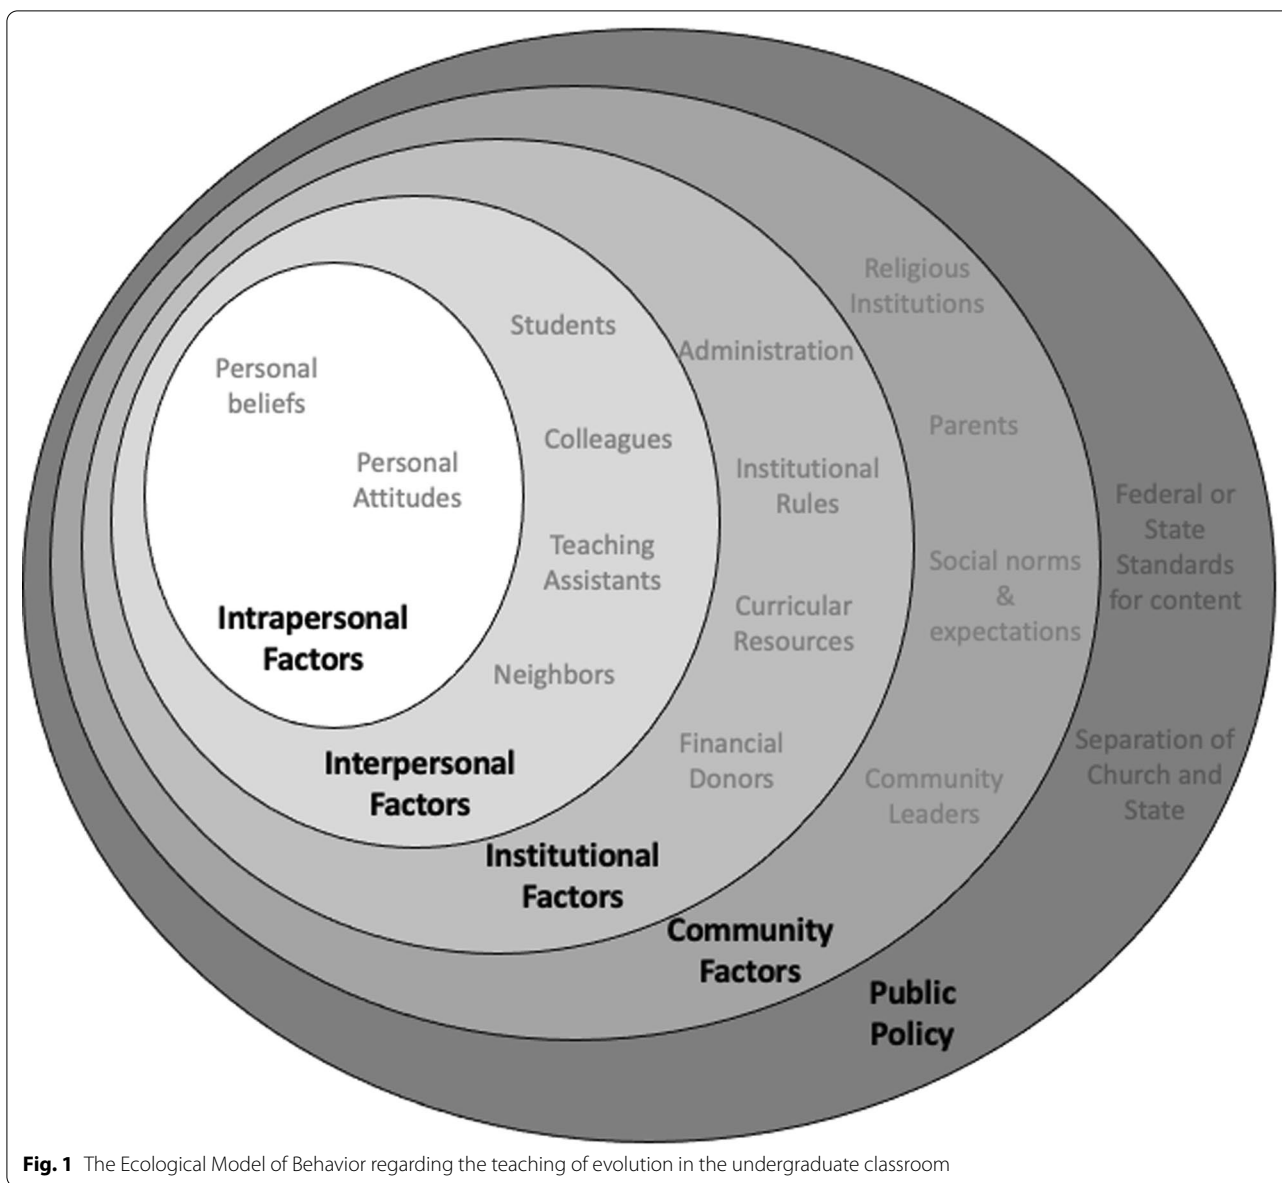 Personal
beliefs
Personal
Attitudes
Intrapersonal
Factors
Students
Colleagues
Teaching
Assistants
Neighbors
Interpersonal
Factors
Administration
Institutional
Rules
Curricular
Resources
Financial
Donors
Institutional
Factors
Religious
Institutions
Parents
Social norms
&
expectations
Community
Leaders
Community
Factors
Federal or
State
Standards
for content
Separation of
Church and
State
Public
Policy
Fig. 1 The Ecological Model of Behavior regarding the teaching of evolution in the undergraduate classroom